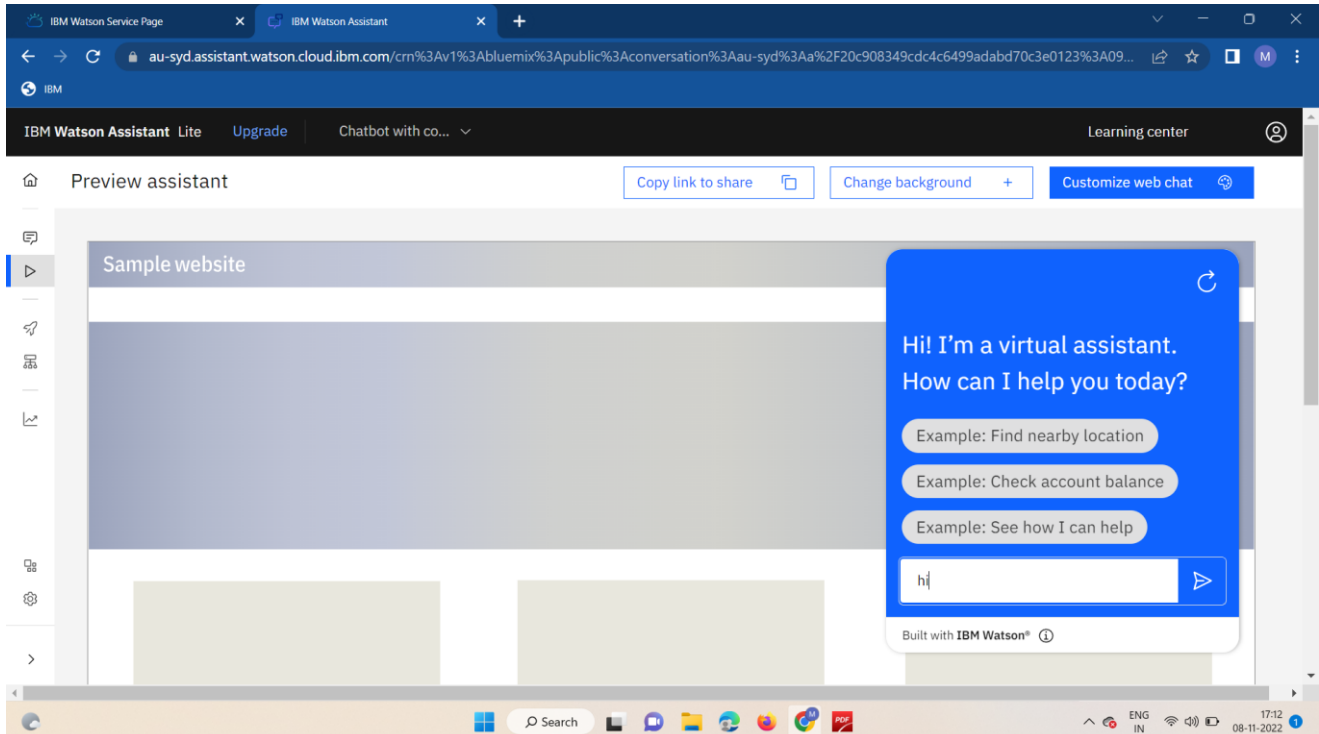 IBM Watson Service Page
IBM Watson Assistant
au-syd.assistant.watson.cloud.ibm.com/crn%3Av1%3Abluemix%3Apublic%3Aconversation%3Aau-syd%3Aa%2F20c908349cdc4c6499adabd70c3e0123%3A09...
M
IBM
IBM Watson Assistant Lite Upgrade Chatbot with co... Learning center
Preview assistant Copy link to share Change background + Customize web chat
Sample website
Hi! I'm a virtual assistant.
How can I help you today?
Example: Find nearby location
Example: Check account balance
Example: See how I can help
hi
Built with IBM Watson®
Search
M
PDF
ENG
IN
17:12
08-11-2022
1